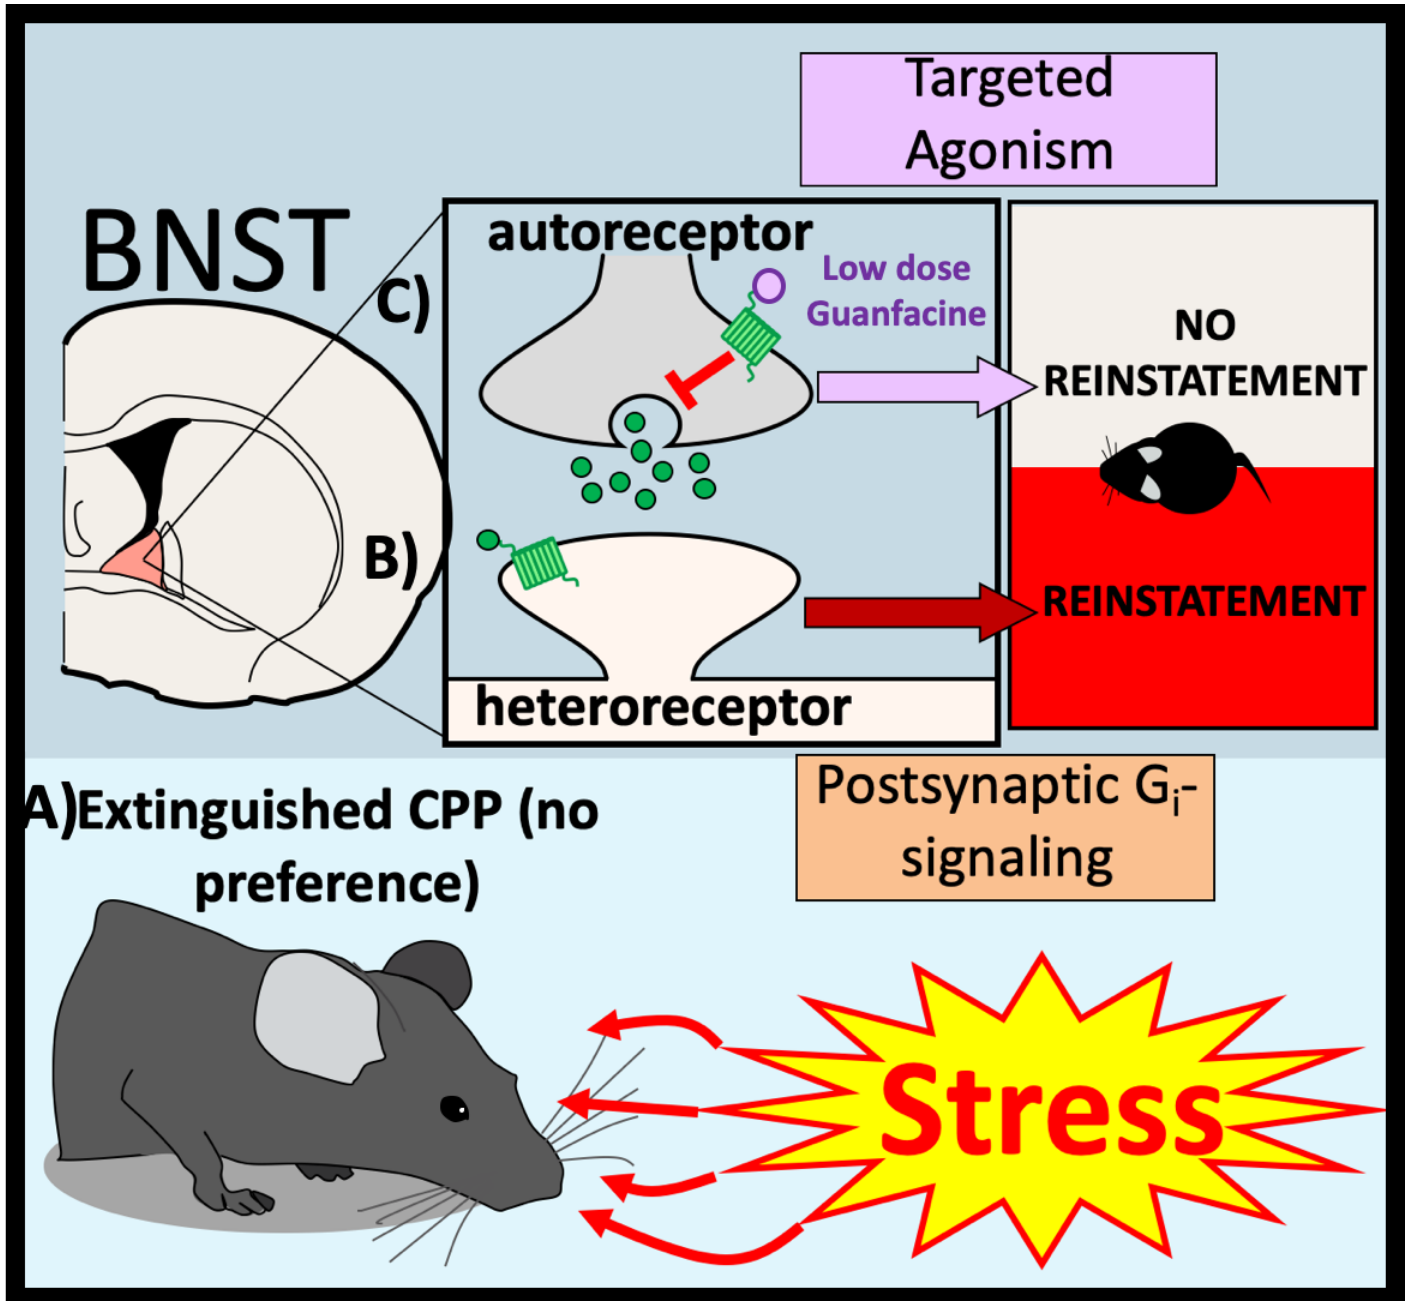 Targeted
Agonism
BNST
autoreceptor
C)
Low dose
Guanfacine
NO
REINSTATEMENT
B)
REINSTATEMENT
heteroreceptor
Postsynaptic Gi-
signaling
A)Extinguished CPP (no
preference)
Stress